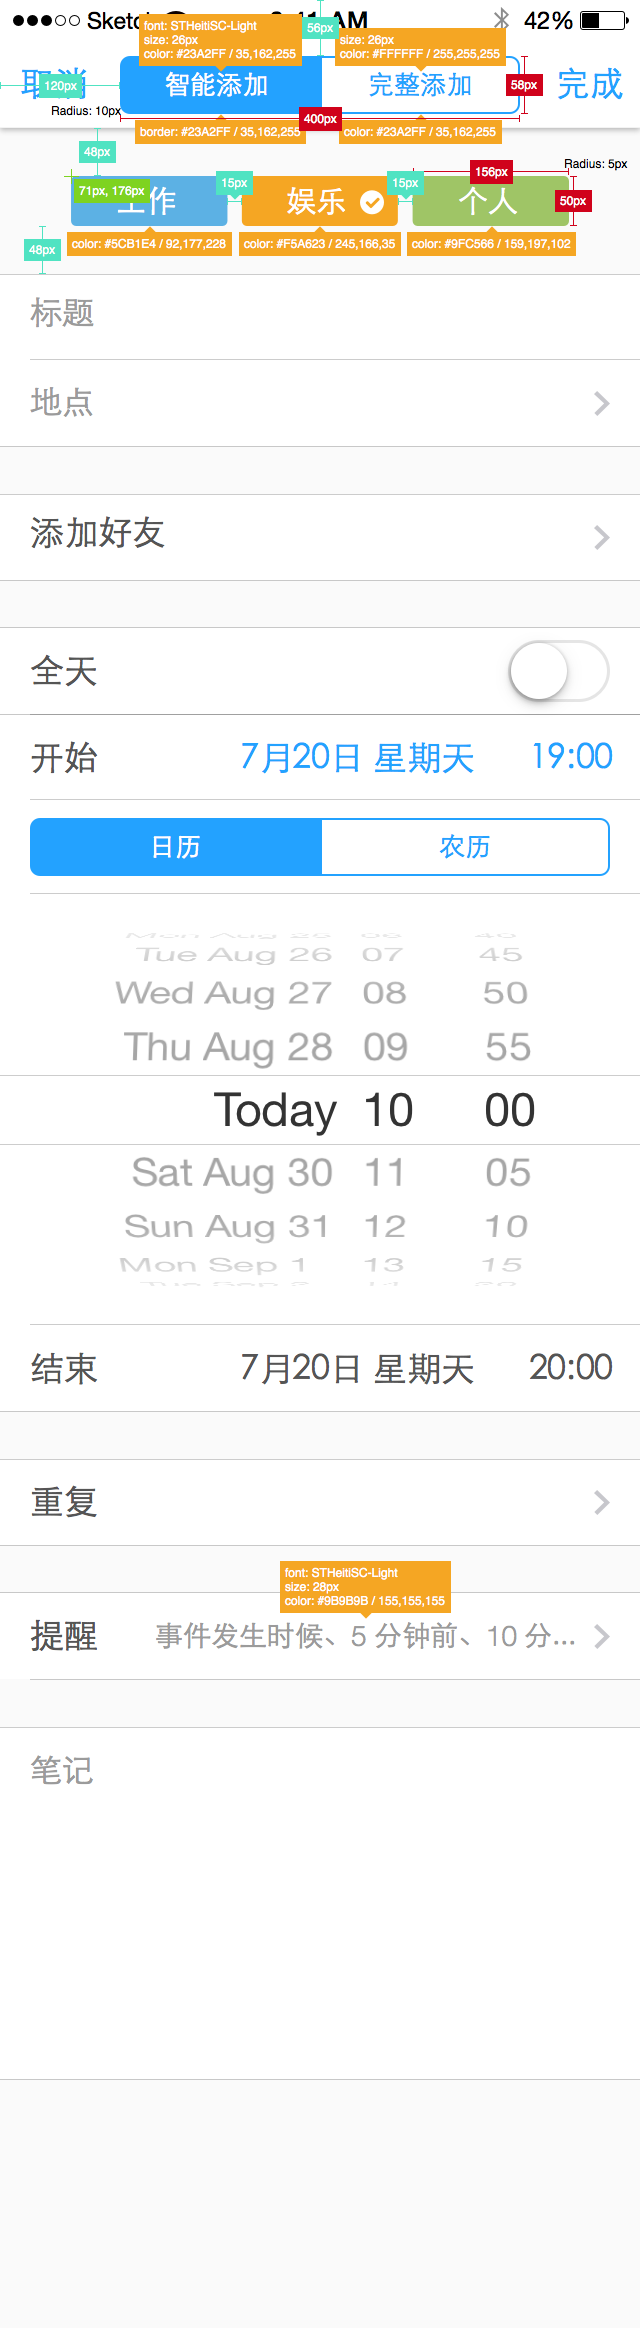 Sketch
AM
42%
font: STHeitiSC-Light
size: 26px
color: #23A2FF / 35,162,255
56px
size: 26px
color: #FFFFFF / 255,255,255
取消
120px
智能添加
完整添加
58px
完成
Radius: 10px
border: #23A2FF / 35,162,255
400px
color: #23A2FF / 35,162,255
48px
Radius: 5px
156px
71px, 176px
工作
15px
娱乐
15px
个人
50px
48px
color: #5CB1E4 / 92,177,228
color: #F5A623 / 245,166,35
color: #9FC566 / 159,197,102
标题
地点
添加好友
全天
开始 7月20日 星期天 19:00
日历 农历
Tue Aug 26 07 45
Wed Aug 27 08 50
Thu Aug 28 09 55
Today 10 00
Sat Aug 30 11 05
Sun Aug 31 12 10
Mon Sep 1 13 15
结束 7月20日 星期天 20:00
重复
font: STHeitiSC-Light
size: 28px
color: #9B9B9B / 155,155,155
提醒 事件发生时候、5 分钟前、10 分...
笔记